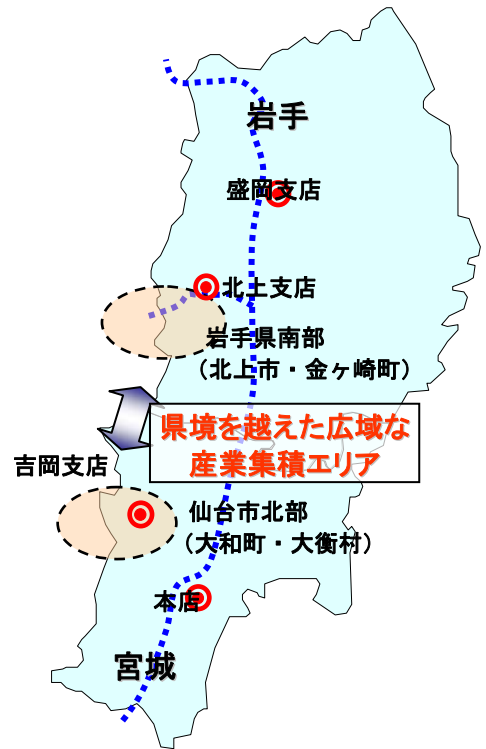 岩手
盛岡支店
北上支店
岩手県南部
（北上市・金ヶ崎町）
県境を越えた広域な
産業集積エリア
吉岡支店
仙台市北部
（大和町・大衡村）
本店
宮城